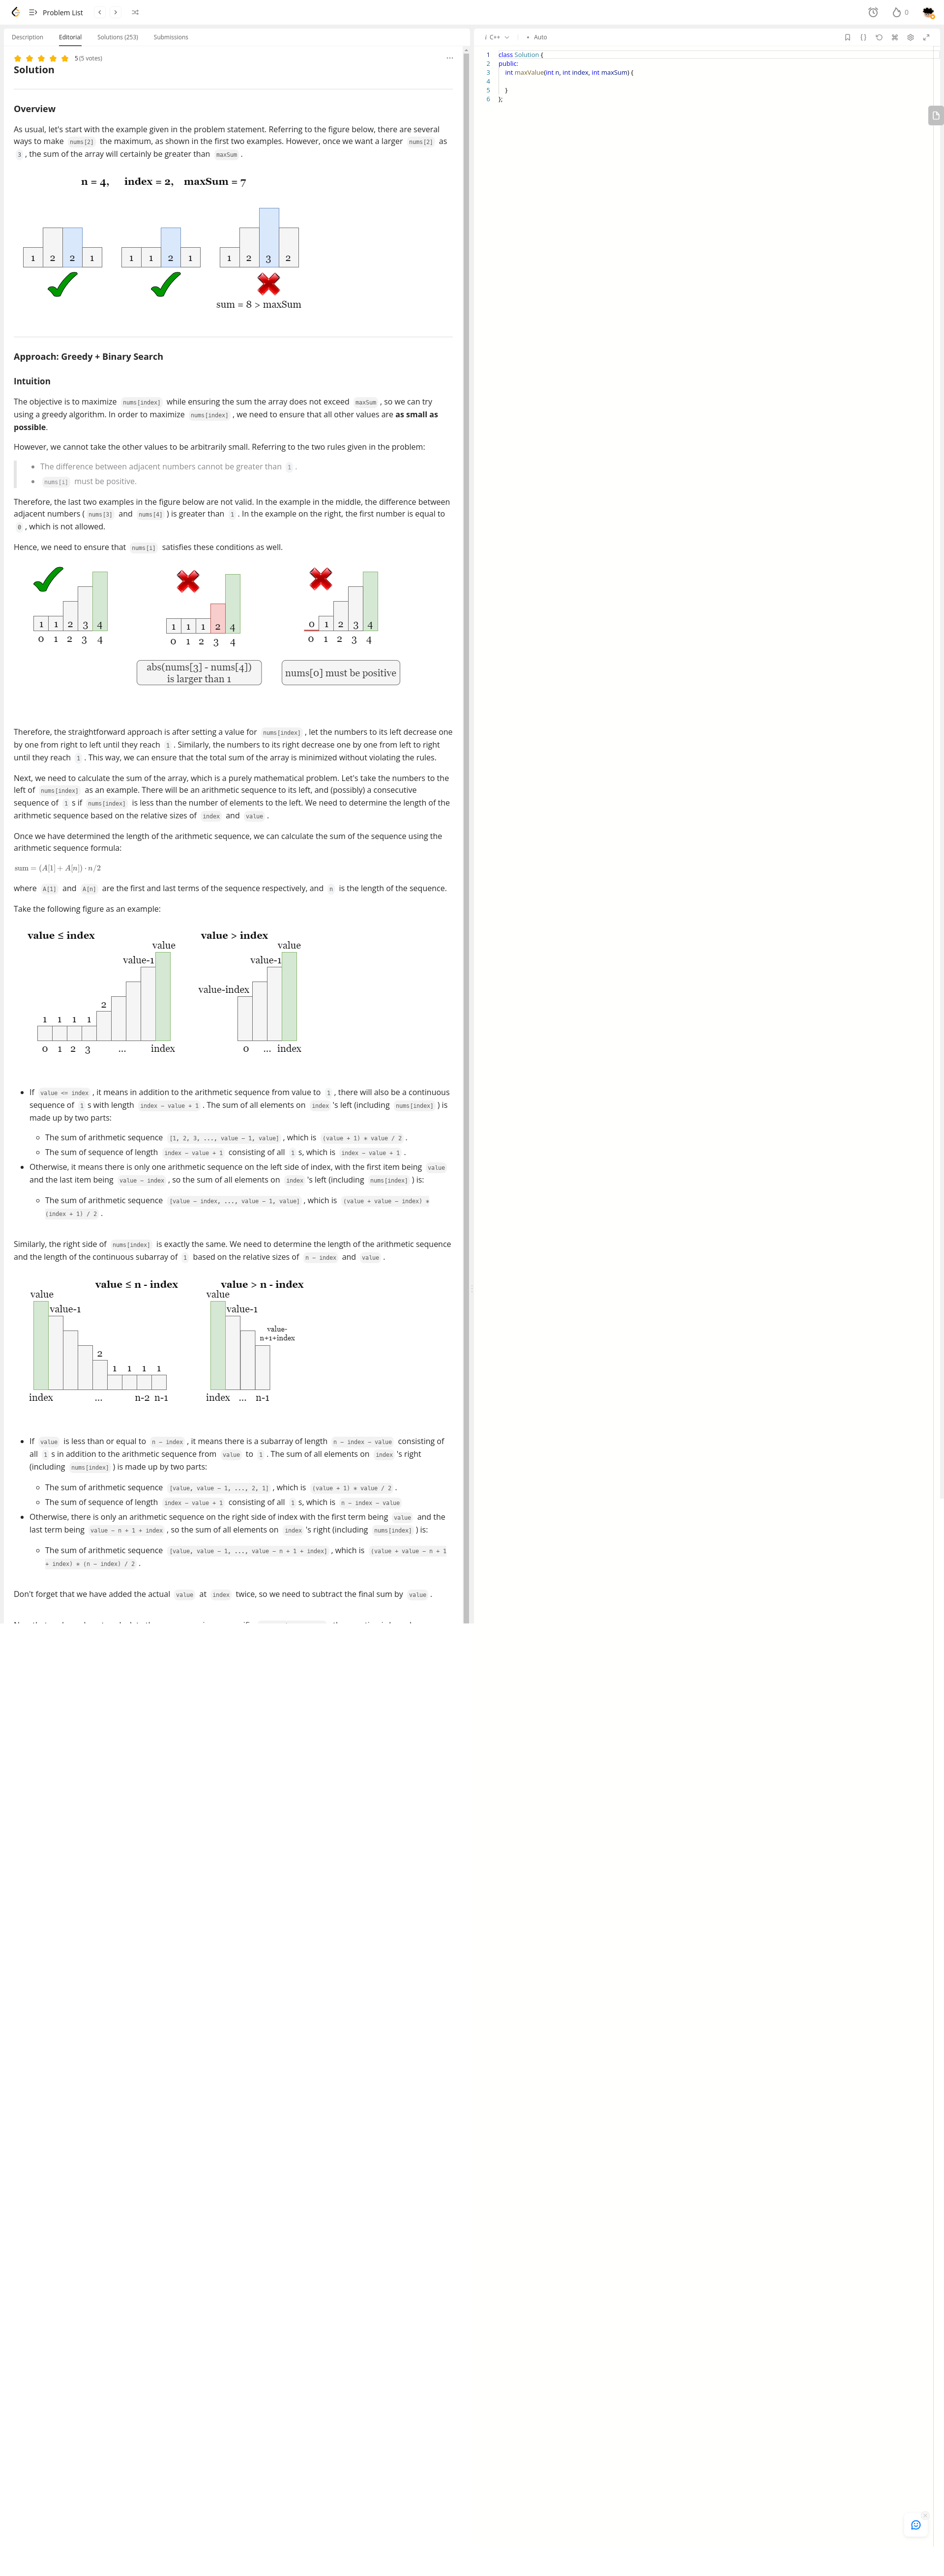 Problem List
0
Description Editorial Solutions (253) Submissions
5 (5 votes)
Solution
Overview
As usual, let's start with the example given in the problem statement. Referring to the figure below, there are several
ways to make nums[2] the maximum, as shown in the first two examples. However, once we want a larger nums[2] as
3 , the sum of the array will certainly be greater than maxSum .
n = 4, index = 2, maxSum = 7
1 2 2 1 1 1 2 1 1 2 3 2
sum = 8 > maxSum
Approach: Greedy + Binary Search
Intuition
The objective is to maximize nums[index] while ensuring the sum the array does not exceed maxSum , so we can try
using a greedy algorithm. In order to maximize nums[index] , we need to ensure that all other values are as small as
possible.
However, we cannot take the other values to be arbitrarily small. Referring to the two rules given in the problem:
• The difference between adjacent numbers cannot be greater than 1 .
• nums[i] must be positive.
Therefore, the last two examples in the figure below are not valid. In the example in the middle, the difference between
adjacent numbers ( nums[3] and nums[4] ) is greater than 1 . In the example on the right, the first number is equal to
0 , which is not allowed.
Hence, we need to ensure that nums[i] satisfies these conditions as well.
1 1 2 3 4 1 1 1 2 4 0 1 2 3 4
0 1 2 3 4 0 1 2 3 4 0 1 2 3 4
abs(nums[3] - nums[4])
is larger than 1
nums[0] must be positive
Therefore, the straightforward approach is after setting a value for nums[index] , let the numbers to its left decrease one
by one from right to left until they reach 1 . Similarly, the numbers to its right decrease one by one from left to right
until they reach 1 . This way, we can ensure that the total sum of the array is minimized without violating the rules.
Next, we need to calculate the sum of the array, which is a purely mathematical problem. Let's take the numbers to the
left of nums[index] as an example. There will be an arithmetic sequence to its left, and (possibly) a consecutive
sequence of 1 s if nums[index] is less than the number of elements to the left. We need to determine the length of the
arithmetic sequence based on the relative sizes of index and value .
Once we have determined the length of the arithmetic sequence, we can calculate the sum of the sequence using the
arithmetic sequence formula:
sum = (A[1] + A[n]) · n/2
where A[1] and A[n] are the first and last terms of the sequence respectively, and n is the length of the sequence.
Take the following figure as an example:
value ≤ index value > index
value value
value-1 value-1
value-index
2
1 1 1 1
0 1 2 3 ... index 0 ... index
• If value <= index , it means in addition to the arithmetic sequence from value to 1 , there will also be a continuous
sequence of 1 s with length index - value + 1 . The sum of all elements on index 's left (including nums[index] ) is
made up by two parts:
◦ The sum of arithmetic sequence [1, 2, 3, ..., value - 1, value] , which is (value + 1) * value / 2 .
◦ The sum of sequence of length index - value + 1 consisting of all 1 s, which is index - value + 1 .
• Otherwise, it means there is only one arithmetic sequence on the left side of index, with the first item being value
and the last item being value - index , so the sum of all elements on index 's left (including nums[index] ) is:
◦ The sum of arithmetic sequence [value - index, ..., value - 1, value] , which is (value + value - index) *
(index + 1) / 2 .
Similarly, the right side of nums[index] is exactly the same. We need to determine the length of the arithmetic sequence
and the length of the continuous subarray of 1 based on the relative sizes of n - index and value .
value ≤ n - index value > n - index
value value
value-1 value-1
value-
n+1+index
2
1 1 1 1
index ... n-2 n-1 index ... n-1
• If value is less than or equal to n - index , it means there is a subarray of length n - index - value consisting of
all 1 s in addition to the arithmetic sequence from value to 1 . The sum of all elements on index 's right
(including nums[index] ) is made up by two parts:
◦ The sum of arithmetic sequence [value, value - 1, ..., 2, 1] , which is (value + 1) * value / 2 .
◦ The sum of sequence of length index - value + 1 consisting of all 1 s, which is n - index - value
• Otherwise, there is only an arithmetic sequence on the right side of index with the first term being value and the
last term being value - n + 1 + index , so the sum of all elements on index 's right (including nums[index] ) is:
◦ The sum of arithmetic sequence [value, value - 1, ..., value - n + 1 + index] , which is (value + value - n + 1
+ index) * (n - index) / 2 .
Don't forget that we have added the actual value at index twice, so we need to subtract the final sum by value .
i C++ • Auto
1 class Solution {
2 public:
3 int maxValue(int n, int index, int maxSum) {
4
5 }
6 };